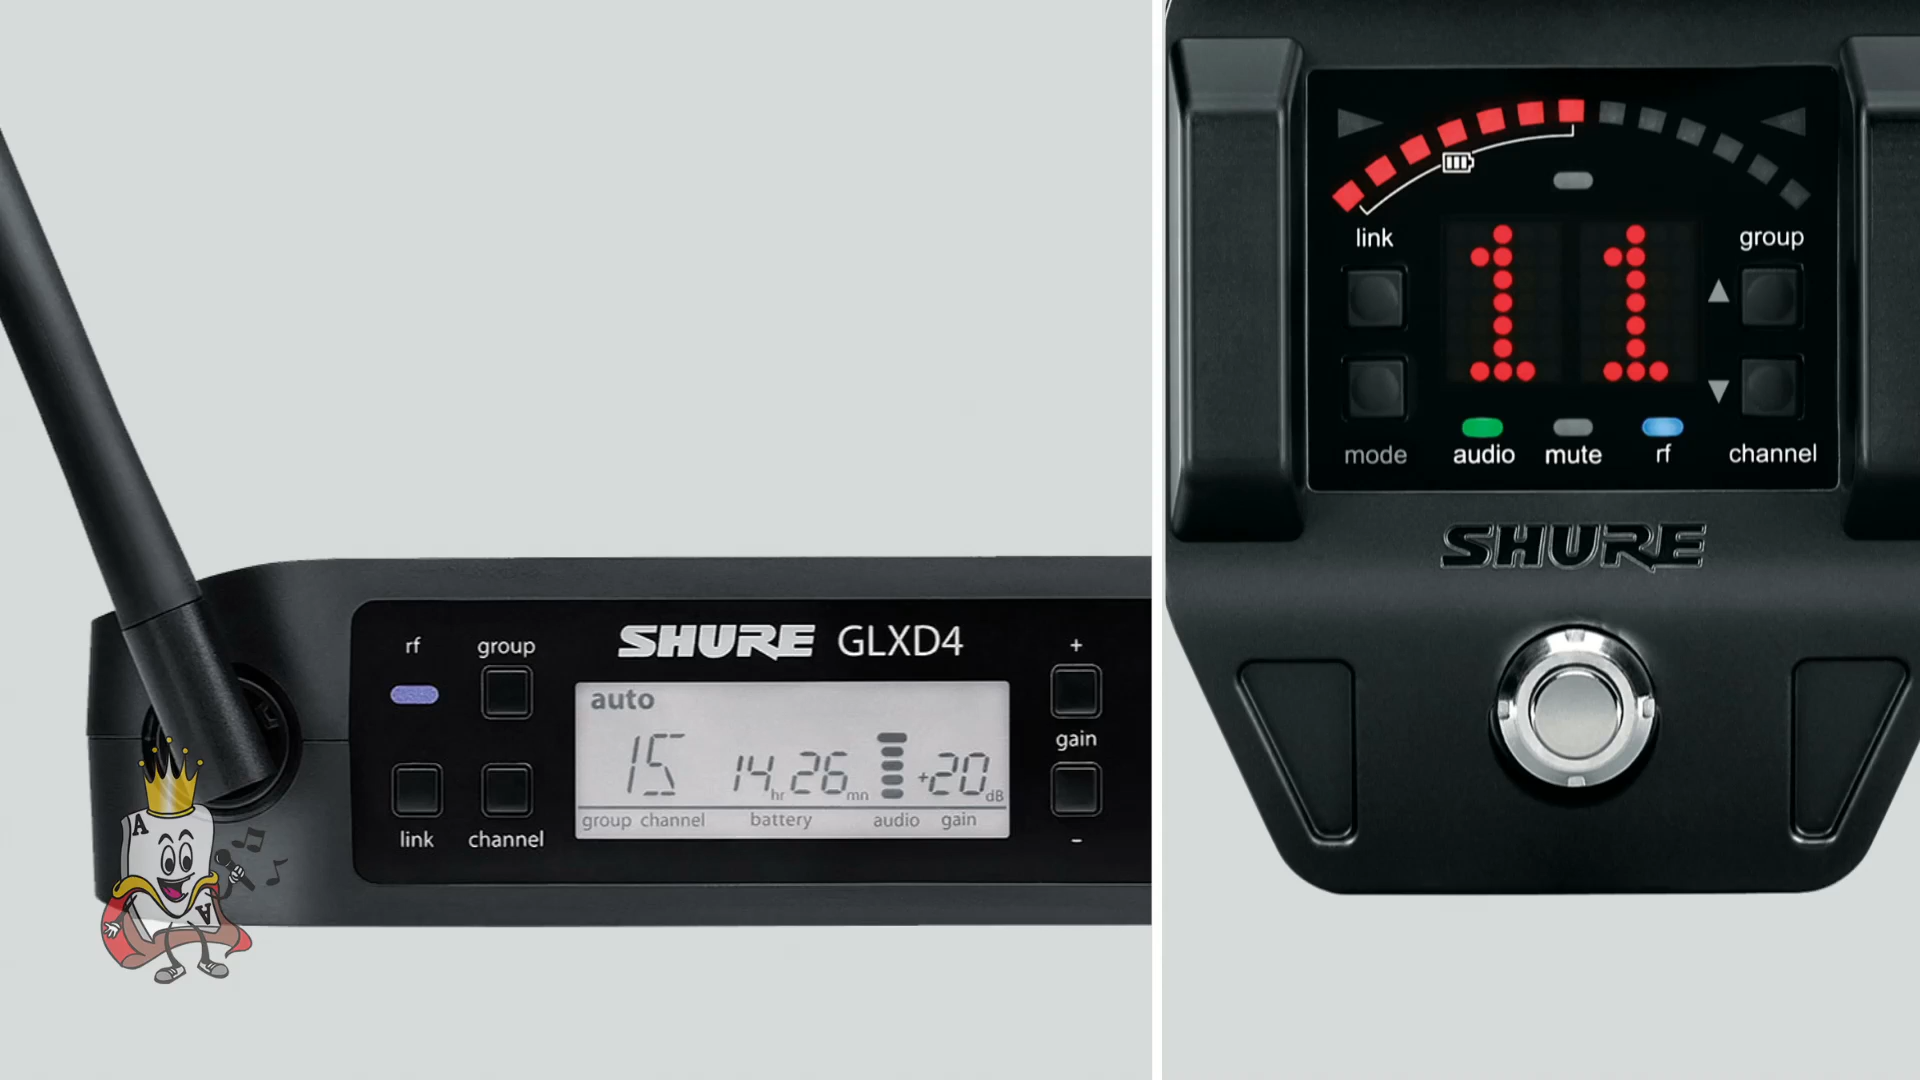 rf
group
SHURE GLXD4
+
auto
15
14 hr 26 mn
+20 dB
group channel
battery
audio
gain
gain
link
channel
-
A
A
link
group
11
mode
audio
mute
rf
channel
SHURE